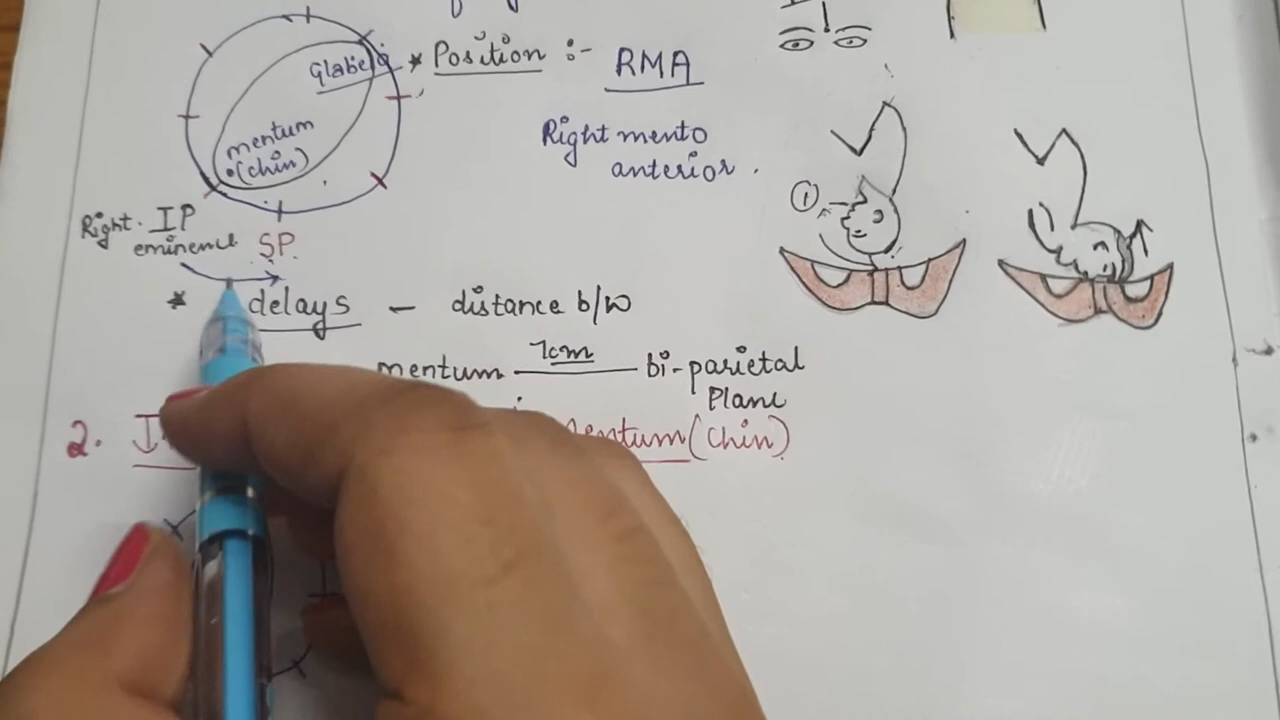 Glabella * Position :- RMA
mentum
(chin)
Right mento
anterior.
Right. IP
eminence
SP.
①
* delays - distance b/w
mentum 7cm bi-parietal
Plane
2. mentum (chin)